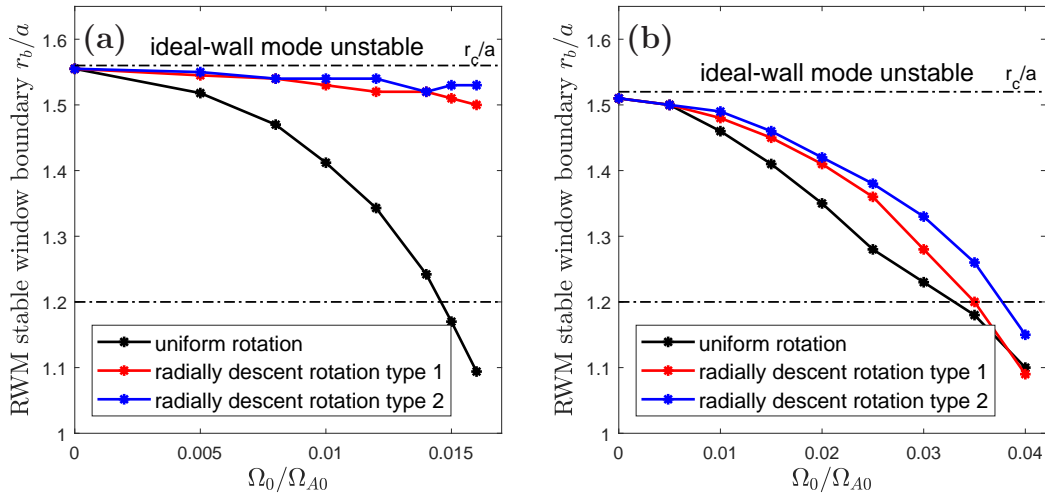 (a)
ideal-wall mode unstable
r_c/a
RWM stable window boundary r_b/a
1.6
1.5
1.4
1.3
1.2
1.1
1
uniform rotation
radially descent rotation type 1
radially descent rotation type 2
0
0.005
0.01
0.015
Ω_0/Ω_{A0}
(b)
ideal-wall mode unstable
r_c/a
RWM stable window boundary r_b/a
1.6
1.5
1.4
1.3
1.2
1.1
1
uniform rotation
radially descent rotation type 1
radially descent rotation type 2
0
0.01
0.02
0.03
0.04
Ω_0/Ω_{A0}